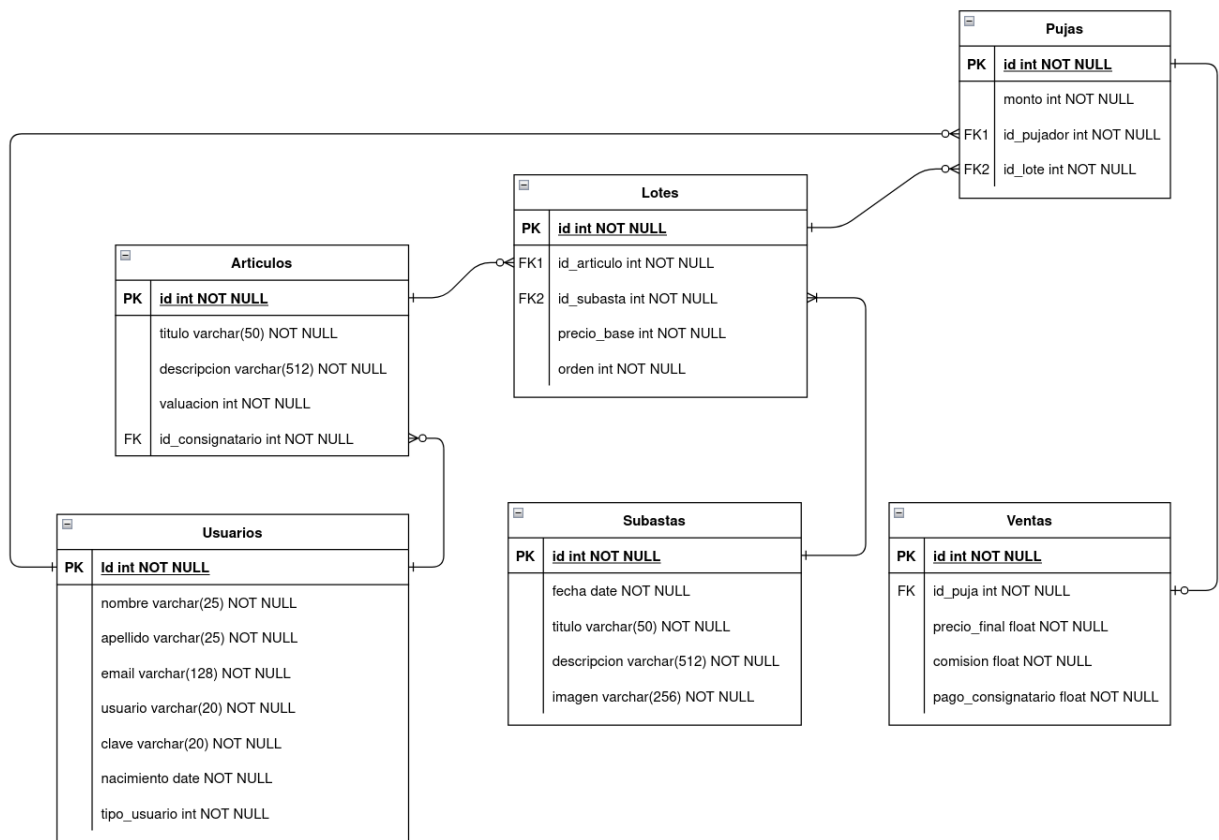 Pujas
PK id int NOT NULL
monto int NOT NULL
FK1 id_pujador int NOT NULL
FK2 id_lote int NOT NULL
Lotes
PK id int NOT NULL
FK1 id_articulo int NOT NULL
FK2 id_subasta int NOT NULL
precio_base int NOT NULL
orden int NOT NULL
Articulos
PK id int NOT NULL
titulo varchar(50) NOT NULL
descripcion varchar(512) NOT NULL
valuacion int NOT NULL
FK id_consignatario int NOT NULL
Usuarios
PK Id int NOT NULL
nombre varchar(25) NOT NULL
apellido varchar(25) NOT NULL
email varchar(128) NOT NULL
usuario varchar(20) NOT NULL
clave varchar(20) NOT NULL
nacimiento date NOT NULL
tipo_usuario int NOT NULL
Subastas
PK id int NOT NULL
fecha date NOT NULL
titulo varchar(50) NOT NULL
descripcion varchar(512) NOT NULL
imagen varchar(256) NOT NULL
Ventas
PK id int NOT NULL
FK id_puja int NOT NULL
precio_final float NOT NULL
comision float NOT NULL
pago_consignatario float NOT NULL